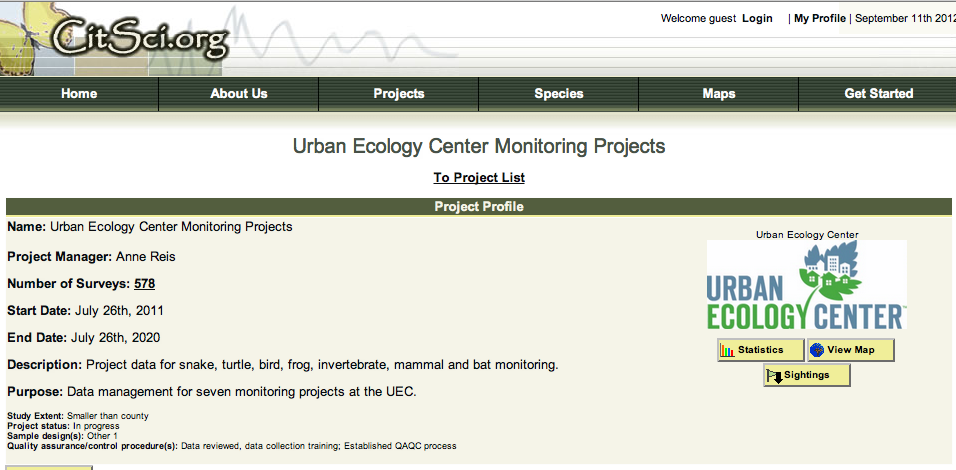 CitSci.org
Welcome guest Login | My Profile | September 11th 2012
Home About Us Projects Species Maps Get Started
Urban Ecology Center Monitoring Projects
To Project List
Project Profile
Name: Urban Ecology Center Monitoring Projects
Project Manager: Anne Reis
Number of Surveys: 578
Start Date: July 26th, 2011
End Date: July 26th, 2020
Description: Project data for snake, turtle, bird, frog, invertebrate, mammal and bat monitoring.
Purpose: Data management for seven monitoring projects at the UEC.
Study Extent: Smaller than county
Project status: In progress
Sample design(s): Other 1
Quality assurance/control procedure(s): Data reviewed, data collection training; Established QAQC process
Urban Ecology Center
URBAN
ECOLOGY CENTER™
Statistics View Map
Sightings